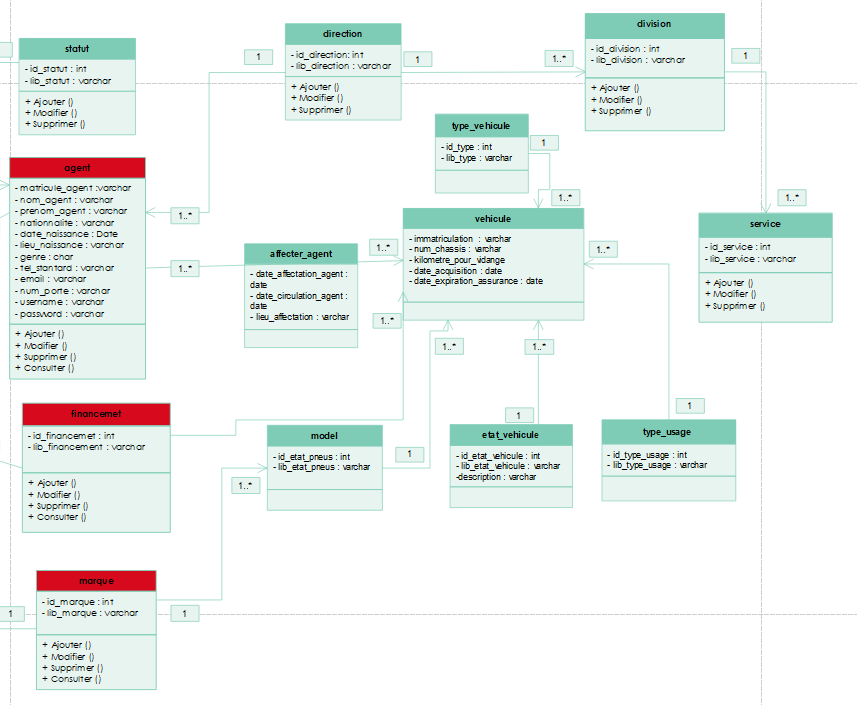 statut
- id_statut : int
- lib_statut : varchar
+ Ajouter ()
+ Modifier ()
+ Supprimer ()
1
direction
- id_direction: int
- lib_direction : varchar
+ Ajouter ()
+ Modifier ()
+ Supprimer ()
1
1..*
division
- id_division : int
- lib_division : varchar
+ Ajouter ()
+ Modifier ()
+ Supprimer ()
1
type_vehicule
- id_type : int
- lib_type : varchar
1
1..*
agent
- matricule_agent :varchar
- nom_agent : varchar
- prenom_agent : varchar
- nationnalite : varchar
- date_naissance : Date
- lieu_naissance : varchar
- genre : char
- tel_stantard : varchar
- email : varchar
- num_porte : varchar
- username : varchar
- password : varchar
+ Ajouter ()
+ Modifier ()
+ Supprimer ()
+ Consulter ()
1..*
1..*
affecter_agent
- date_affectation_agent :
date
- date_circulation_agent :
date
- lieu_affectation : varchar
1..*
1..*
vehicule
- immatriculation : varchar
- num_chassis : varchar
- kilometre_pour_vidange
- date_acquisition : date
- date_expiration_assurance : date
1..*
1..*
service
- id_service : int
- lib_service : varchar
+ Ajouter ()
+ Modifier ()
+ Supprimer ()
1..*
1..*
financemet
- id_financemet : int
- lib_financement : varchar
+ Ajouter ()
+ Modifier ()
+ Supprimer ()
+ Consulter ()
model
- id_etat_pneus : int
- lib_etat_pneus : varchar
1..*
1
1
etat_vehicule
- id_etat_vehicule : int
- lib_etat_vehicule : varchar
-description : varchar
1
type_usage
- id_type_usage : int
- lib_type_usage : varchar
marque
- id_marque : int
- lib_marque : varchar
+ Ajouter ()
+ Modifier ()
+ Supprimer ()
+ Consulter ()
1
1